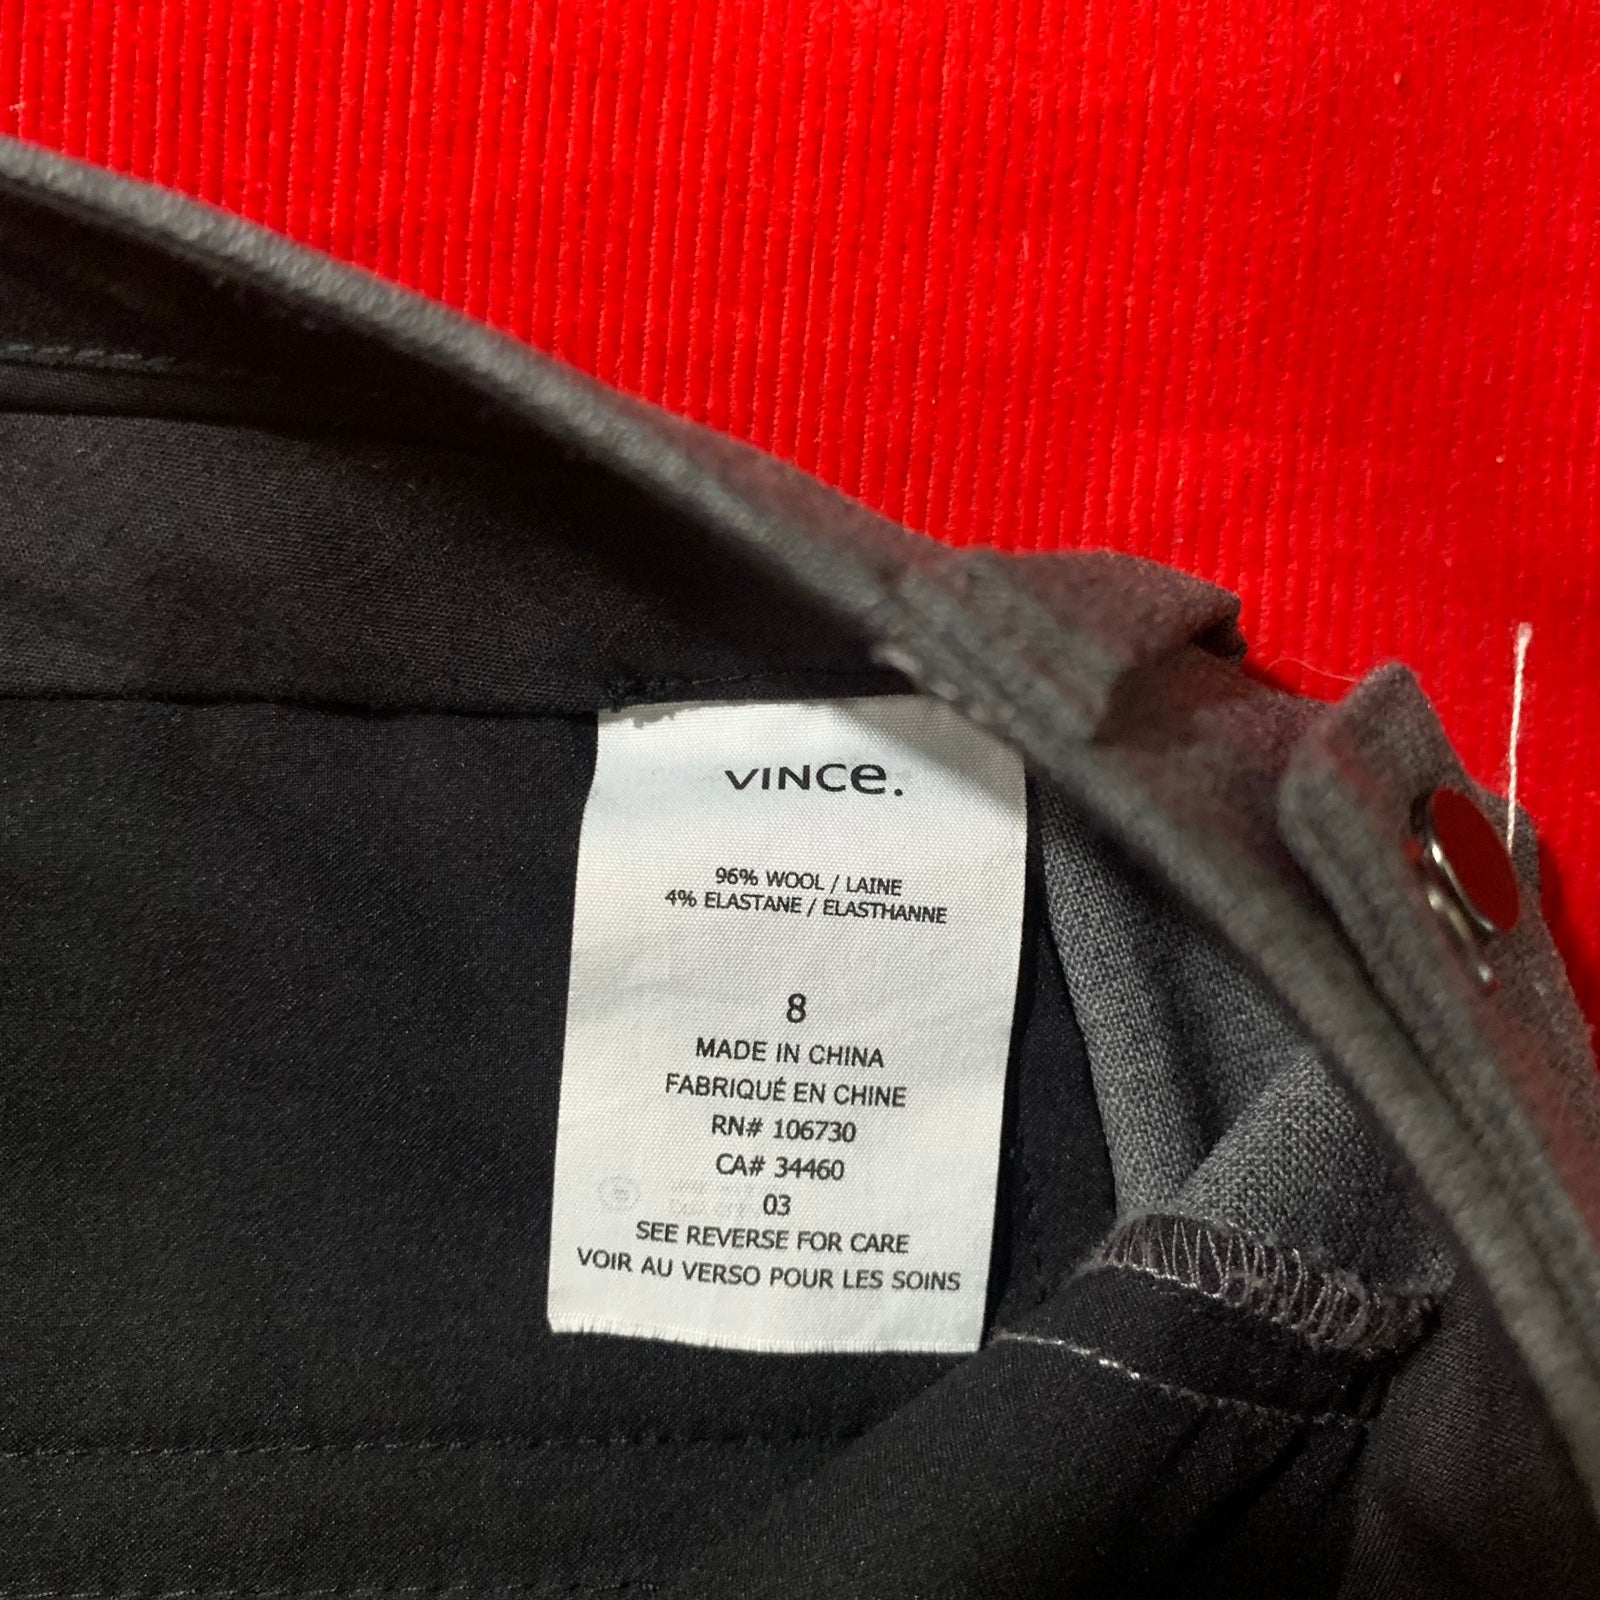 VINCe.
96% WOOL / LAINE
4% ELASTANE / ELASTHANNE
8
MADE IN CHINA
FABRIQUÉ EN CHINE
RN# 106730
CA# 34460
03
SEE REVERSE FOR CARE
VOIR AU VERSO POUR LES SOINS